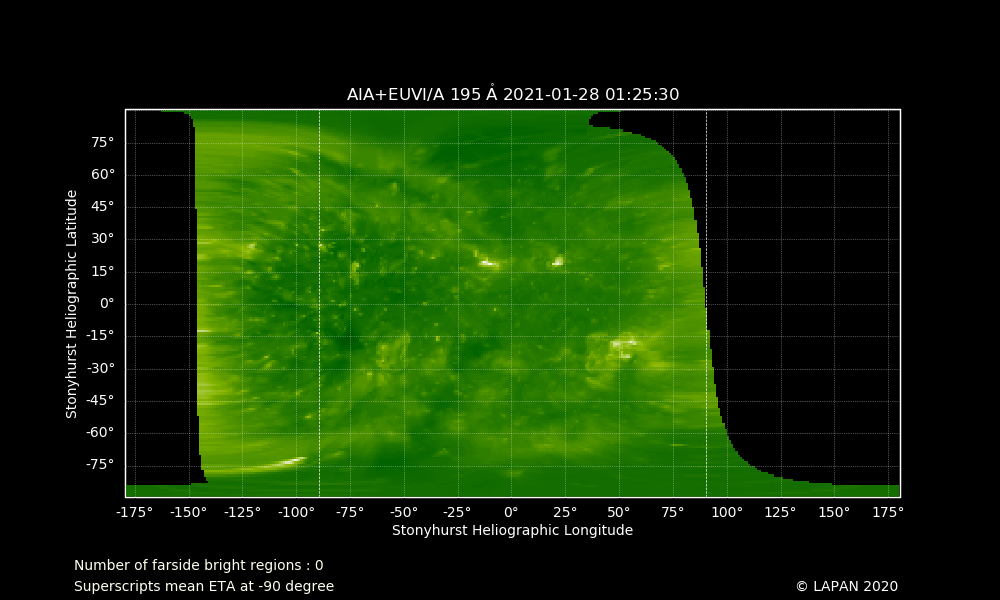 AIA+EUVI/A 195 Å 2021-01-28 01:25:30
Stonyhurst Heliographic Latitude
75°
60°
45°
30°
15°
0°
-15°
-30°
-45°
-60°
-75°
-175° -150° -125° -100° -75° -50° -25° 0° 25° 50° 75° 100° 125° 150° 175°
Stonyhurst Heliographic Longitude
Number of farside bright regions : 0
Superscripts mean ETA at -90 degree
© LAPAN 2020